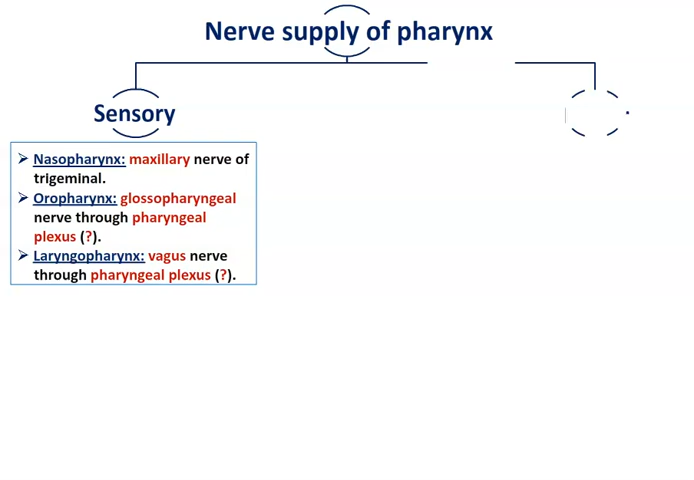 Nerve supply of pharynx
Sensory
➢ Nasopharynx: maxillary nerve of
trigeminal.
➢ Oropharynx: glossopharyngeal
nerve through pharyngeal
plexus (?).
➢ Laryngopharynx: vagus nerve
through pharyngeal plexus (?).